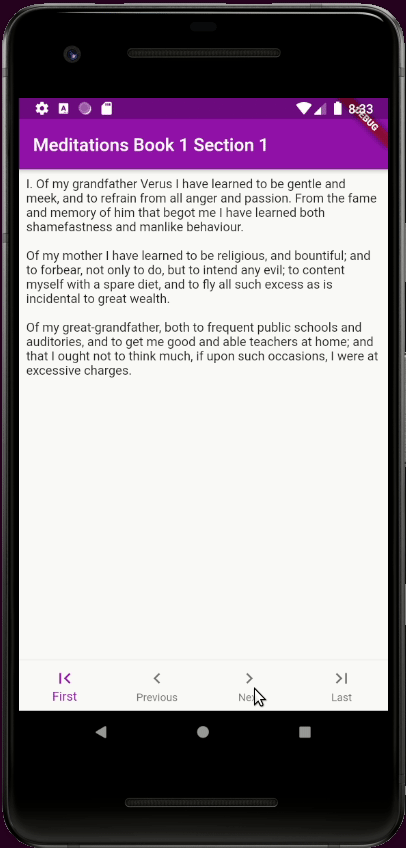 8:33
DEBUG
Meditations Book 1 Section 1
I. Of my grandfather Verus I have learned to be gentle and
meek, and to refrain from all anger and passion. From the fame
and memory of him that begot me I have learned both
shamefastness and manlike behaviour.
Of my mother I have learned to be religious, and bountiful; and
to forbear, not only to do, but to intend any evil; to content
myself with a spare diet, and to fly all such excess as is
incidental to great wealth.
Of my great-grandfather, both to frequent public schools and
auditories, and to get me good and able teachers at home; and
that I ought not to think much, if upon such occasions, I were at
excessive charges.
First
Previous
Next
Last